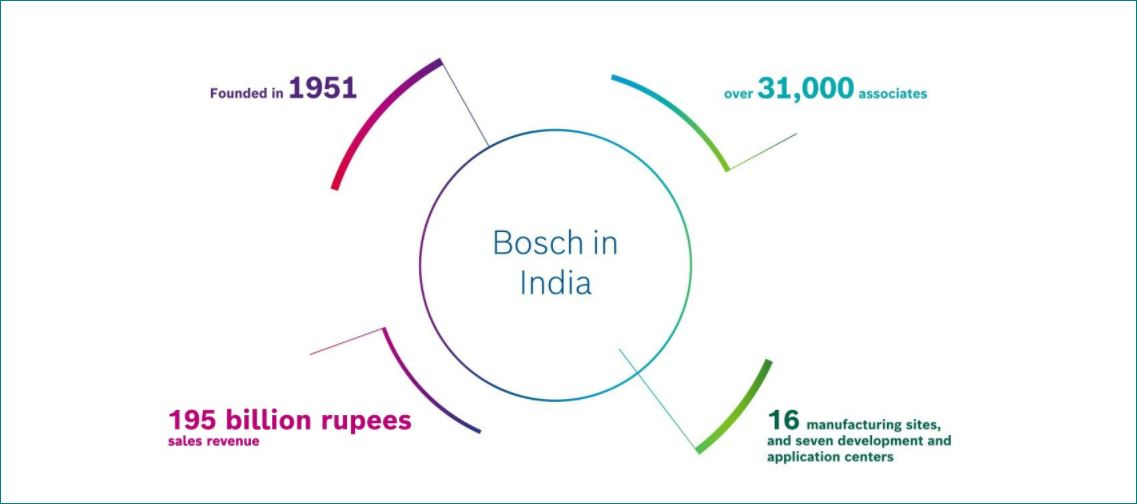 Founded in 1951
over 31,000 associates
Bosch in
India
195 billion rupees
sales revenue
16 manufacturing sites,
and seven development and
application centers